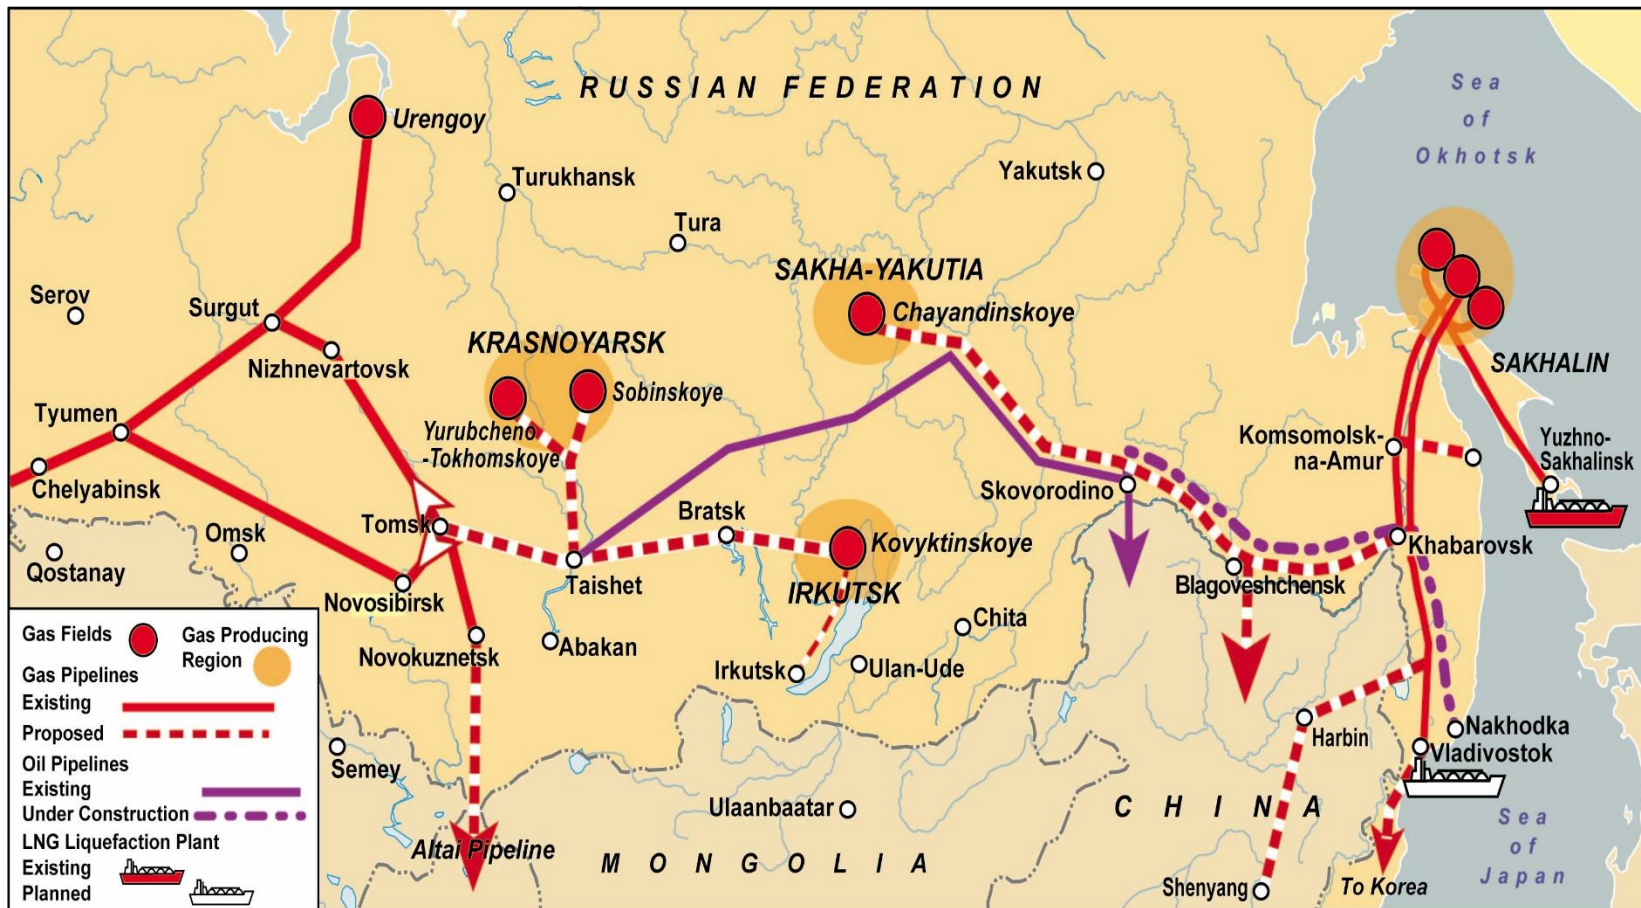 RUSSIAN FEDERATION
Sea
of
Okhotsk
Urengoy
Turukhansk
Yakutsk
Tura
SAKHA-YAKUTIA
Chayandinskoye
Serov
Surgut
Nizhnevartovsk
KRASNOYARSK
Sobinskoye
Yurubcheno
-Tokhomskoye
SAKHALIN
Tyumen
Chelyabinsk
Komsomolsk-
na-Amur
Yuzhno-
Sakhalinsk
Skovorodino
Omsk
Tomsk
Bratsk
Kovyktinskoye
Khabarovsk
Qostanay
Taishet
IRKUTSK
Blagoveshchensk
Novosibirsk
Chita
Novokuznetsk
Abakan
Irkutsk
Ulan-Ude
Harbin
Nakhodka
Vladivostok
Semey
Ulaanbaatar
CHINA
Altai Pipeline
MONGOLIA
Shenyang
To Korea
Sea
of
Japan
Gas Fields
Gas Producing
Region
Gas Pipelines
Existing
Proposed
Oil Pipelines
Existing
Under Construction
LNG Liquefaction Plant
Existing
Planned